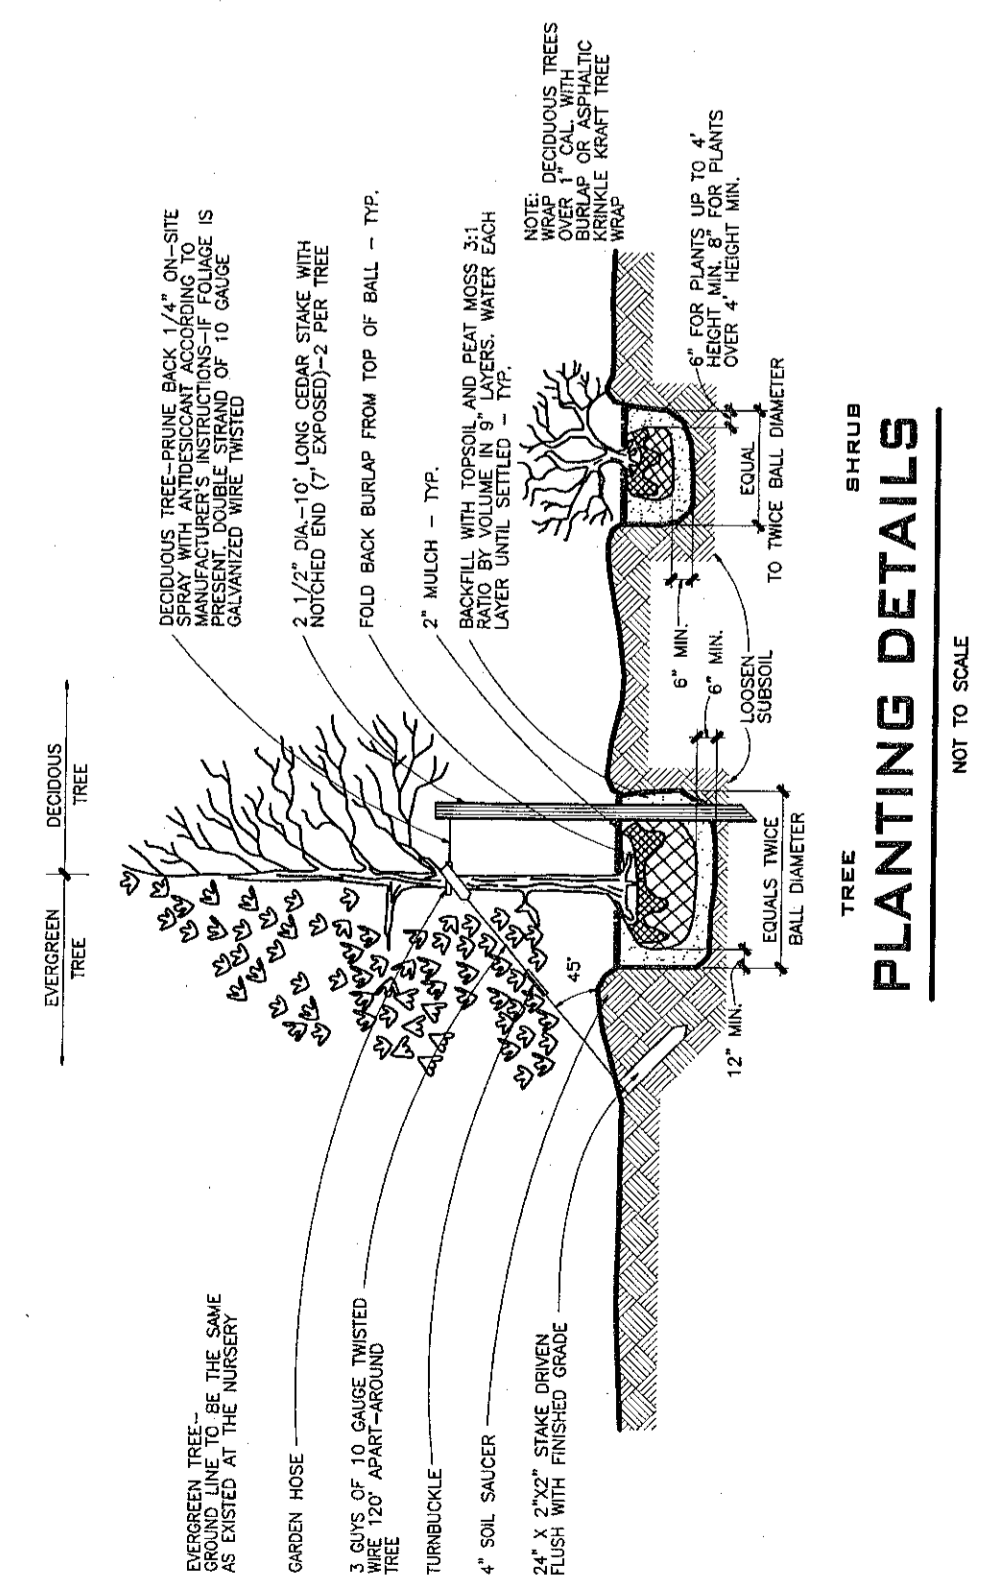 EVERGREEN
TREE
DECIDOUS
TREE
EVERGREEN TREE--
GROUND LINE TO BE THE SAME
AS EXISTED AT THE NURSERY
GARDEN HOSE
3 GUYS OF 10 GAUGE TWISTED
WIRE 120° APART-AROUND
TREE
TURNBUCKLE
4" SOIL SAUCER
24" X 2"X2" STAKE DRIVEN
FLUSH WITH FINISHED GRADE
DECIDUOUS TREE-PRUNE BACK 1/4" ON-SITE
SPRAY WITH ANTIDESICCANT ACCORDING TO
MANUFACTURER'S INSTRUCTIONS-IF FOLIAGE IS
PRESENT, DOUBLE STRAND OF 10 GAUGE
GALVANIZED WIRE TWISTED
2 1/2" DIA.-10' LONG CEDAR STAKE WITH
NOTCHED END (7' EXPOSED)-2 PER TREE
FOLD BACK BURLAP FROM TOP OF BALL - TYP.
2" MULCH - TYP.
BACKFILL WITH TOPSOIL AND PEAT MOSS 3:1
RATIO BY VOLUME IN 9" LAYERS. WATER EACH
LAYER UNTIL SETTLED - TYP.
NOTE:
WRAP DECIDUOUS TREES
OVER 1" CAL. WITH
BURLAP OR ASPHALTIC
KRINKLE KRAFT TREE
WRAP
45°
12" MIN.
EQUALS TWICE
BALL DIAMETER
6" MIN.
6" MIN.
LOOSEN
SUBSOIL
EQUAL
TO TWICE BALL DIAMETER
6" FOR PLANTS UP TO 4'
HEIGHT MIN. 8" FOR PLANTS
OVER 4' HEIGHT MIN.
TREE
SHRUB
PLANTING DETAILS
NOT TO SCALE